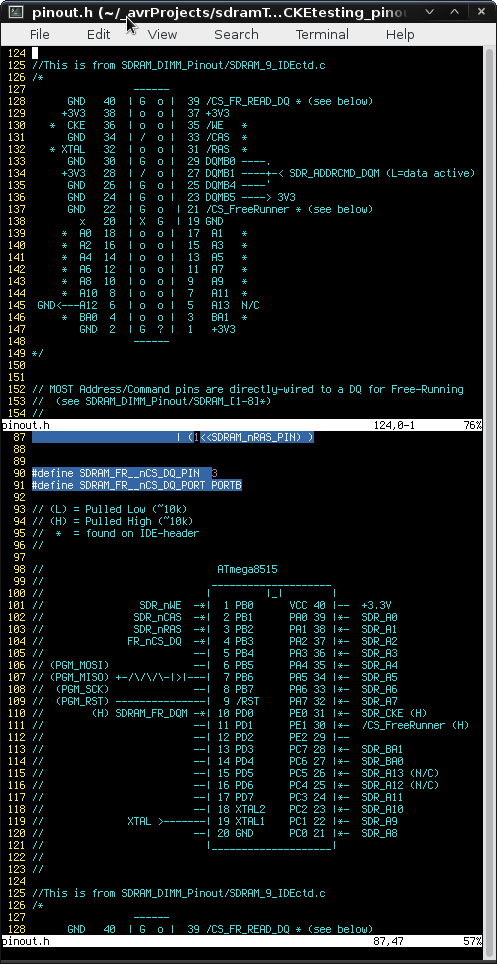 pinout.h (~/_avrProjects/sdramT...CKEtesting_pino
File Edit View Search Terminal Help
124
125 //This is from SDRAM_DIMM_Pinout/SDRAM_9_IDEctd.c
126 /*
127                  ------
128      GND   40  | G  o |  39 /CS_FR_READ_DQ * (see below)
129     +3V3   38  | o  o |  37 +3V3
130   *  CKE   36  | o  o |  35 /WE   *
131      GND   34  | /  o |  33 /CAS  *
132   * XTAL   32  | o  o |  31 /RAS  *
133      GND   30  | G  o |  29 DQMB0 ----.
134     +3V3   28  | /  o |  27 DQMB1 ----+-< SDR_ADDRCMD_DQM (L=data active)
135      GND   26  | G  o |  25 DQMB4 ----'
136      GND   24  | G  o |  23 DQMB5 ----> 3V3
137      GND   22  | G  o | 21 /CS_FreeRunner * (see below)
138        x   20  | X  G | 19 GND
139     *  A0  18  | o  o |  17  A1   *
140     *  A2  16  | o  o |  15  A3   *
141     *  A4  14  | o  o |  13  A5   *
142     *  A6  12  | o  o |  11  A7   *
143     *  A8  10  | o  o |  9   A9   *
144     * A10  8   | o  o |  7   A11  *
145 GND<---A12  6   | o  o |  5   A13  N/C
146     * BA0  4   | o  o |  3   BA1  *
147       GND  2   | G  ? |  1   +3V3
148                  ------
149 */
150
151
152 // MOST Address/Command pins are directly-wired to a DQ for Free-Running
153 //  (see SDRAM_DIMM_Pinout/SDRAM_[1-8]*)
154 //
pinout.h 124,0-1 76%
87                         | (1<<SDRAM_nRAS_PIN) )
88
89
90 #define SDRAM_FR__nCS_DQ_PIN  3
91 #define SDRAM_FR__nCS_DQ_PORT PORTB
92
93 // (L) = Pulled Low (~10k)
94 // (H) = Pulled High (~10k)
95 //  *  = found on IDE-header
96 //
97
98 //                             ATmega8515
99 //                            ____________________
100 //                           |         |_|        |
101 //                SDR_nWE  -*|  1 PB0      VCC 40 |--  +3.3V
102 //               SDR_nCAS  -*|  2 PB1      PA0 39 |*-  SDR_A0
103 //               SDR_nRAS  -*|  3 PB2      PA1 38 |*-  SDR_A1
104 //              FR_nCS_DQ  -*|  4 PB3      PA2 37 |*-  SDR_A2
105 //                         --|  5 PB4      PA3 36 |*-  SDR_A3
106 // (PGM_MOSI)              --|  6 PB5      PA4 35 |*-  SDR_A4
107 // (PGM_MISO) +-/\/\/\-|>|---|  7 PB6      PA5 34 |*-  SDR_A5
108 //  (PGM_SCK)              --|  8 PB7      PA6 33 |*-  SDR_A6
109 //  (PGM_RST) ---------------|  9 /RST     PA7 32 |*-  SDR_A7
110 //        (H) SDRAM_FR_DQM -*| 10 PD0      PE0 31 |*-  SDR_CKE (H)
111 //                         --| 11 PD1      PE1 30 |*-  /CS_FreeRunner (H)
112 //                         --| 12 PD2      PE2 29 |--
113 //                         --| 13 PD3      PC7 28 |*-  SDR_BA1
114 //                         --| 14 PD4      PC6 27 |*-  SDR_BA0
115 //                         --| 15 PD5      PC5 26 |*-  SDR_A13 (N/C)
116 //                         --| 16 PD6      PC4 25 |*-  SDR_A12 (N/C)
117 //                         --| 17 PD7      PC3 24 |*-  SDR_A11
118 //                         --| 18 XTAL2    PC2 23 |*-  SDR_A10
119 //            XTAL >-------| 19 XTAL1    PC1 22 |*-  SDR_A9
120 //                         --| 20 GND      PC0 21 |*-  SDR_A8
121 //                           |____________________|
122 //
123 //
124
125 //This is from SDRAM_DIMM_Pinout/SDRAM_9_IDEctd.c
126 /*
127                  ------
128      GND   40  | G  o |  39 /CS_FR_READ_DQ * (see below)
pinout.h 87,47 57%